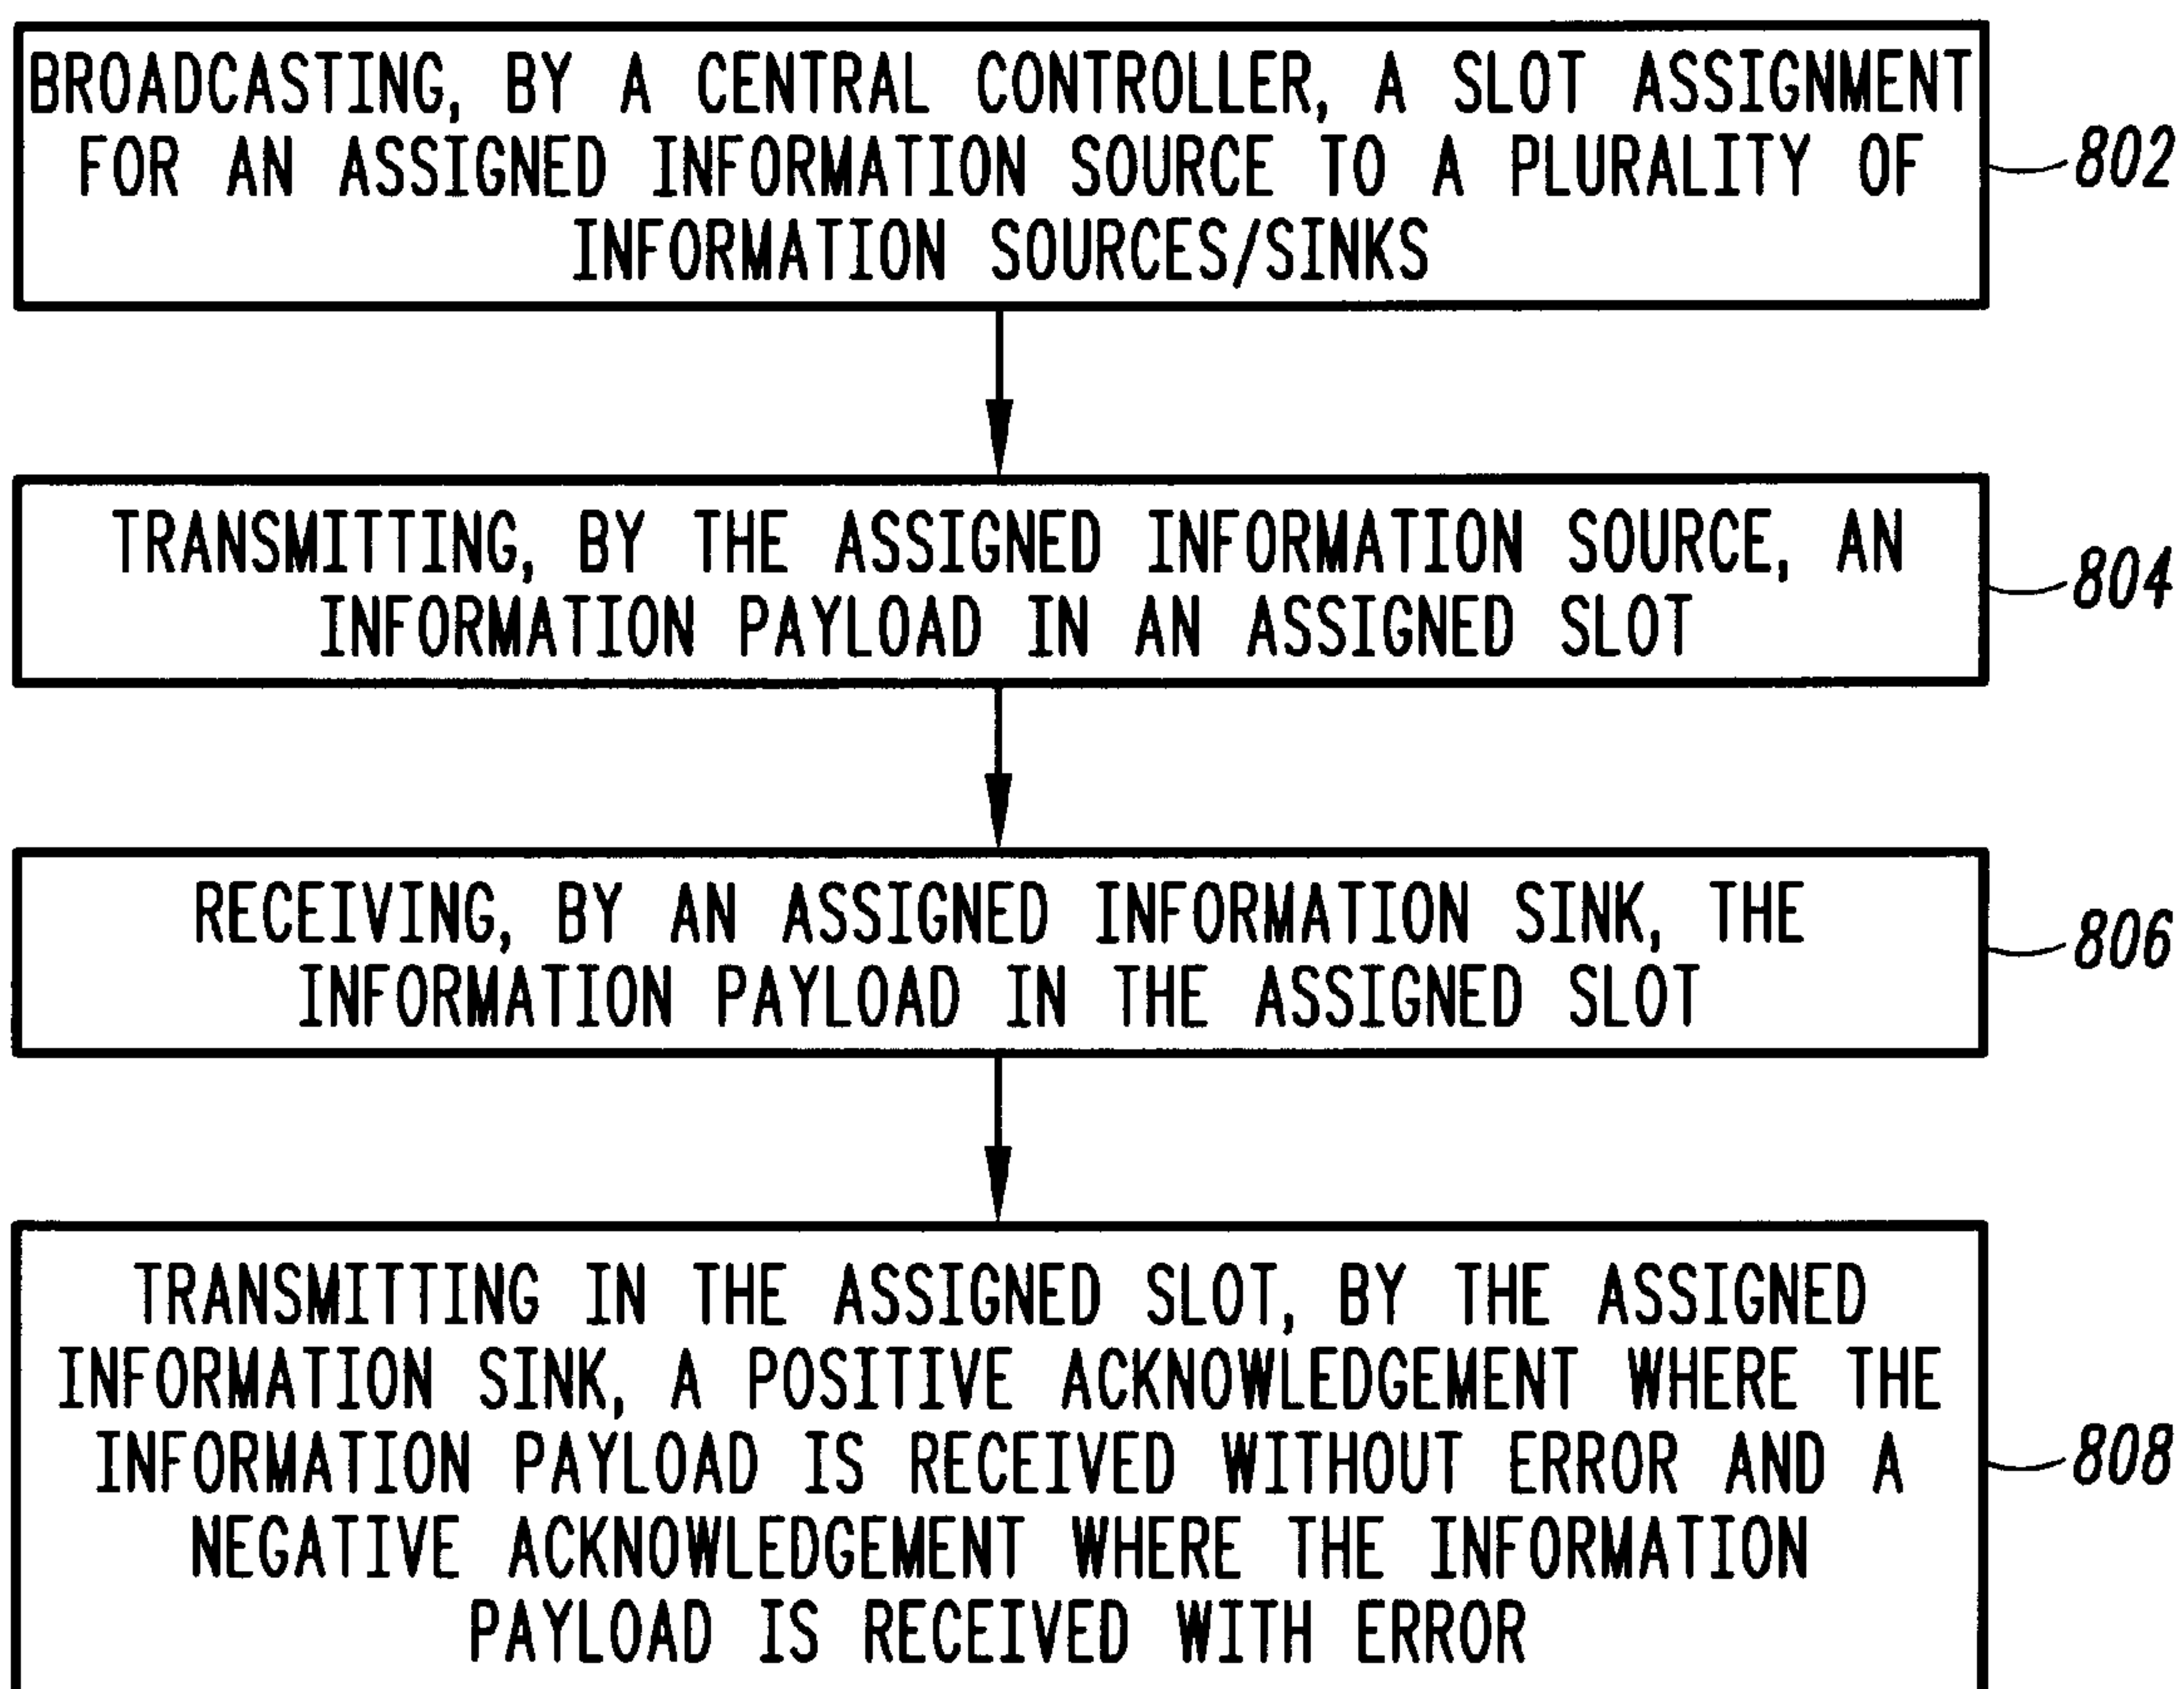 BROADCASTING, BY A CENTRAL CONTROLLER, A SLOT ASSIGNMENT
FOR AN ASSIGNED INFORMATION SOURCE TO A PLURALITY OF
INFORMATION SOURCES/SINKS
802
TRANSMITTING, BY THE ASSIGNED INFORMATION SOURCE, AN
INFORMATION PAYLOAD IN AN ASSIGNED SLOT
804
RECEIVING, BY AN ASSIGNED INFORMATION SINK, THE
INFORMATION PAYLOAD IN THE ASSIGNED SLOT
806
TRANSMITTING IN THE ASSIGNED SLOT, BY THE ASSIGNED
INFORMATION SINK, A POSITIVE ACKNOWLEDGEMENT WHERE THE
INFORMATION PAYLOAD IS RECEIVED WITHOUT ERROR AND A
NEGATIVE ACKNOWLEDGEMENT WHERE THE INFORMATION
PAYLOAD IS RECEIVED WITH ERROR
808